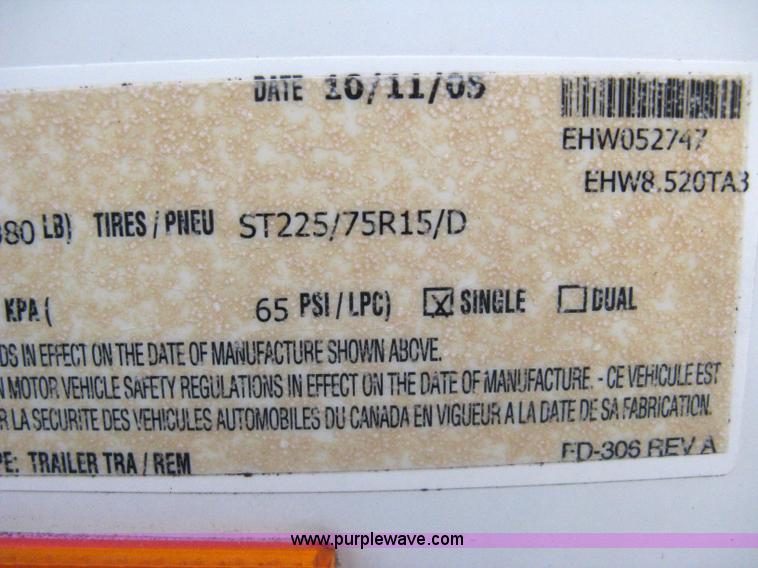 DATE 10/11/05
EHW052747
EHW8.520TA3
080 LB) TIRES / PNEU ST225/75R15/D
KPA ( 65 PSI / LPC) ☒ SINGLE ☐ DUAL
DS IN EFFECT ON THE DATE OF MANUFACTURE SHOWN ABOVE.
N MOTOR VEHICLE SAFETY REGULATIONS IN EFFECT ON THE DATE OF MANUFACTURE. - CE VEHICULE EST
R LA SECURITE DES VEHICULES AUTOMOBILES DU CANADA EN VIGUEUR A LA DATE DE SA FABRICATION.
PE: TRAILER TRA / REM FD-306 REV A
www.purplewave.com